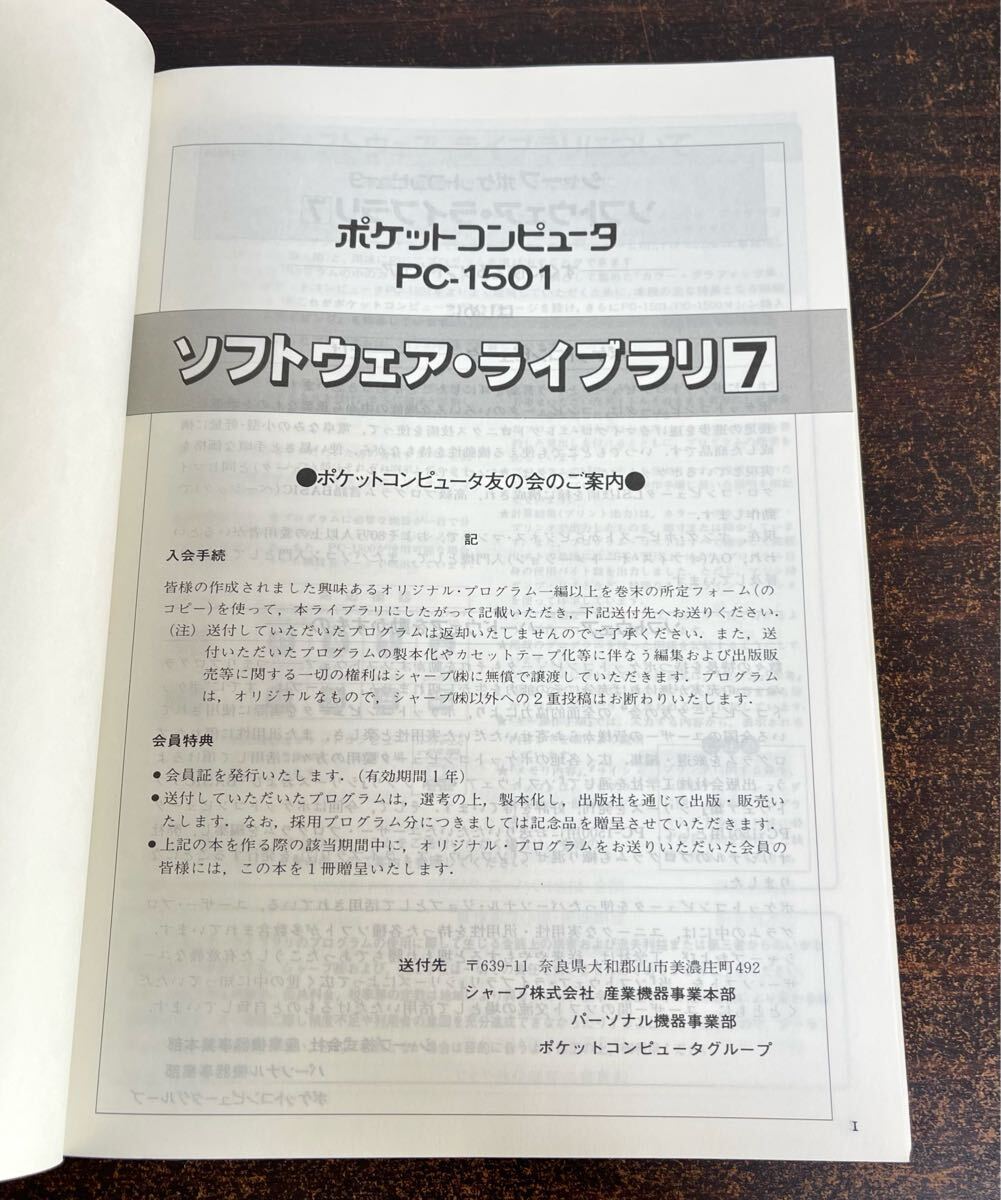 ポケットコンピュータ
PC-1501
ソフトウェア・ライブラリ7
●ポケットコンピュータ友の会のご案内●
記
入会手続
皆様の作成されました興味あるオリジナル・プログラム一編以上を巻末の所定フォーム(の
コピー)を使って，本ライブラリにしたがって記載いただき，下記送付先へお送りください．
(注) 送付していただいたプログラムは返却いたしませんのでご了承ください．また，送
付いただいたプログラムの製本化やカセットテープ化等に伴なう編集および出版販
売等に関する一切の権利はシャープ㈱に無償で譲渡していただきます．プログラム
は，オリジナルなもので，シャープ㈱以外への2重投稿はお断わりいたします．
会員特典
●会員証を発行いたします．(有効期間1年)
●送付していただいたプログラムは，選考の上，製本化し，出版社を通じて出版・販売い
たします．なお，採用プログラム分につきましては記念品を贈呈させていただきます．
●上記の本を作る際の該当期間中に，オリジナル・プログラムをお送りいただいた会員の
皆様には，この本を1冊贈呈いたします．
送付先 〒639-11 奈良県大和郡山市美濃庄町492
シャープ株式会社 産業機器事業本部
パーソナル機器事業部
ポケットコンピュータグループ
I